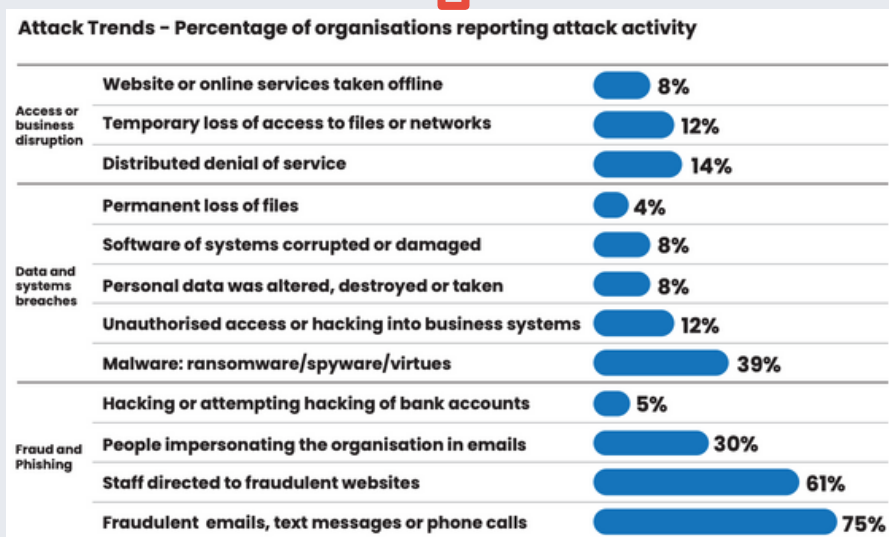 Attack Trends - Percentage of organisations reporting attack activity
Access or
business
disruption
Website or online services taken offline 8%
Temporary loss of access to files or networks 12%
Distributed denial of service 14%
Data and
systems
breaches
Permanent loss of files 4%
Software of systems corrupted or damaged 8%
Personal data was altered, destroyed or taken 8%
Unauthorised access or hacking into business systems 12%
Malware: ransomware/spyware/virtues 39%
Fraud and
Phishing
Hacking or attempting hacking of bank accounts 5%
People impersonating the organisation in emails 30%
Staff directed to fraudulent websites 61%
Fraudulent emails, text messages or phone calls 75%